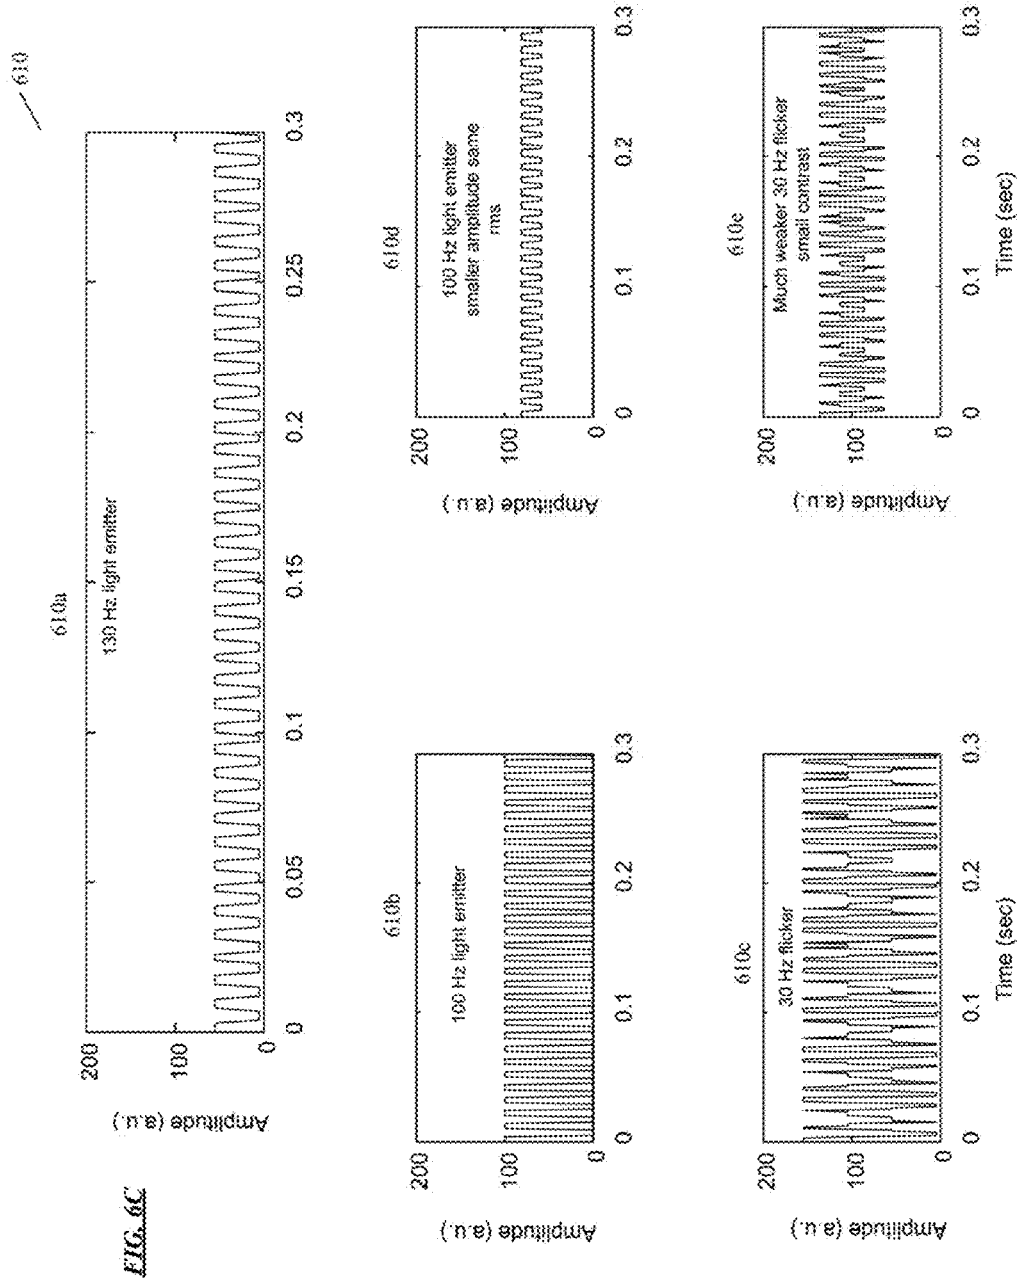 FIG. 6C
610
610a
130 Hz light emitter
Amplitude (a.u.)
200
100
0
0
0.05
0.1
0.15
0.2
0.25
0.3
610b
100 Hz light emitter
Amplitude (a.u.)
200
100
0
0
0.1
0.2
0.3
610d
100 Hz light emitter
smaller amplitude same
rms
Amplitude (a.u.)
200
100
0
0
0.1
0.2
0.3
610c
30 Hz flicker
Amplitude (a.u.)
200
100
0
0
0.1
0.2
0.3
Time (sec)
610e
Much weaker 30 Hz flicker
small contrast
Amplitude (a.u.)
200
100
0
0
0.1
0.2
0.3
Time (sec)